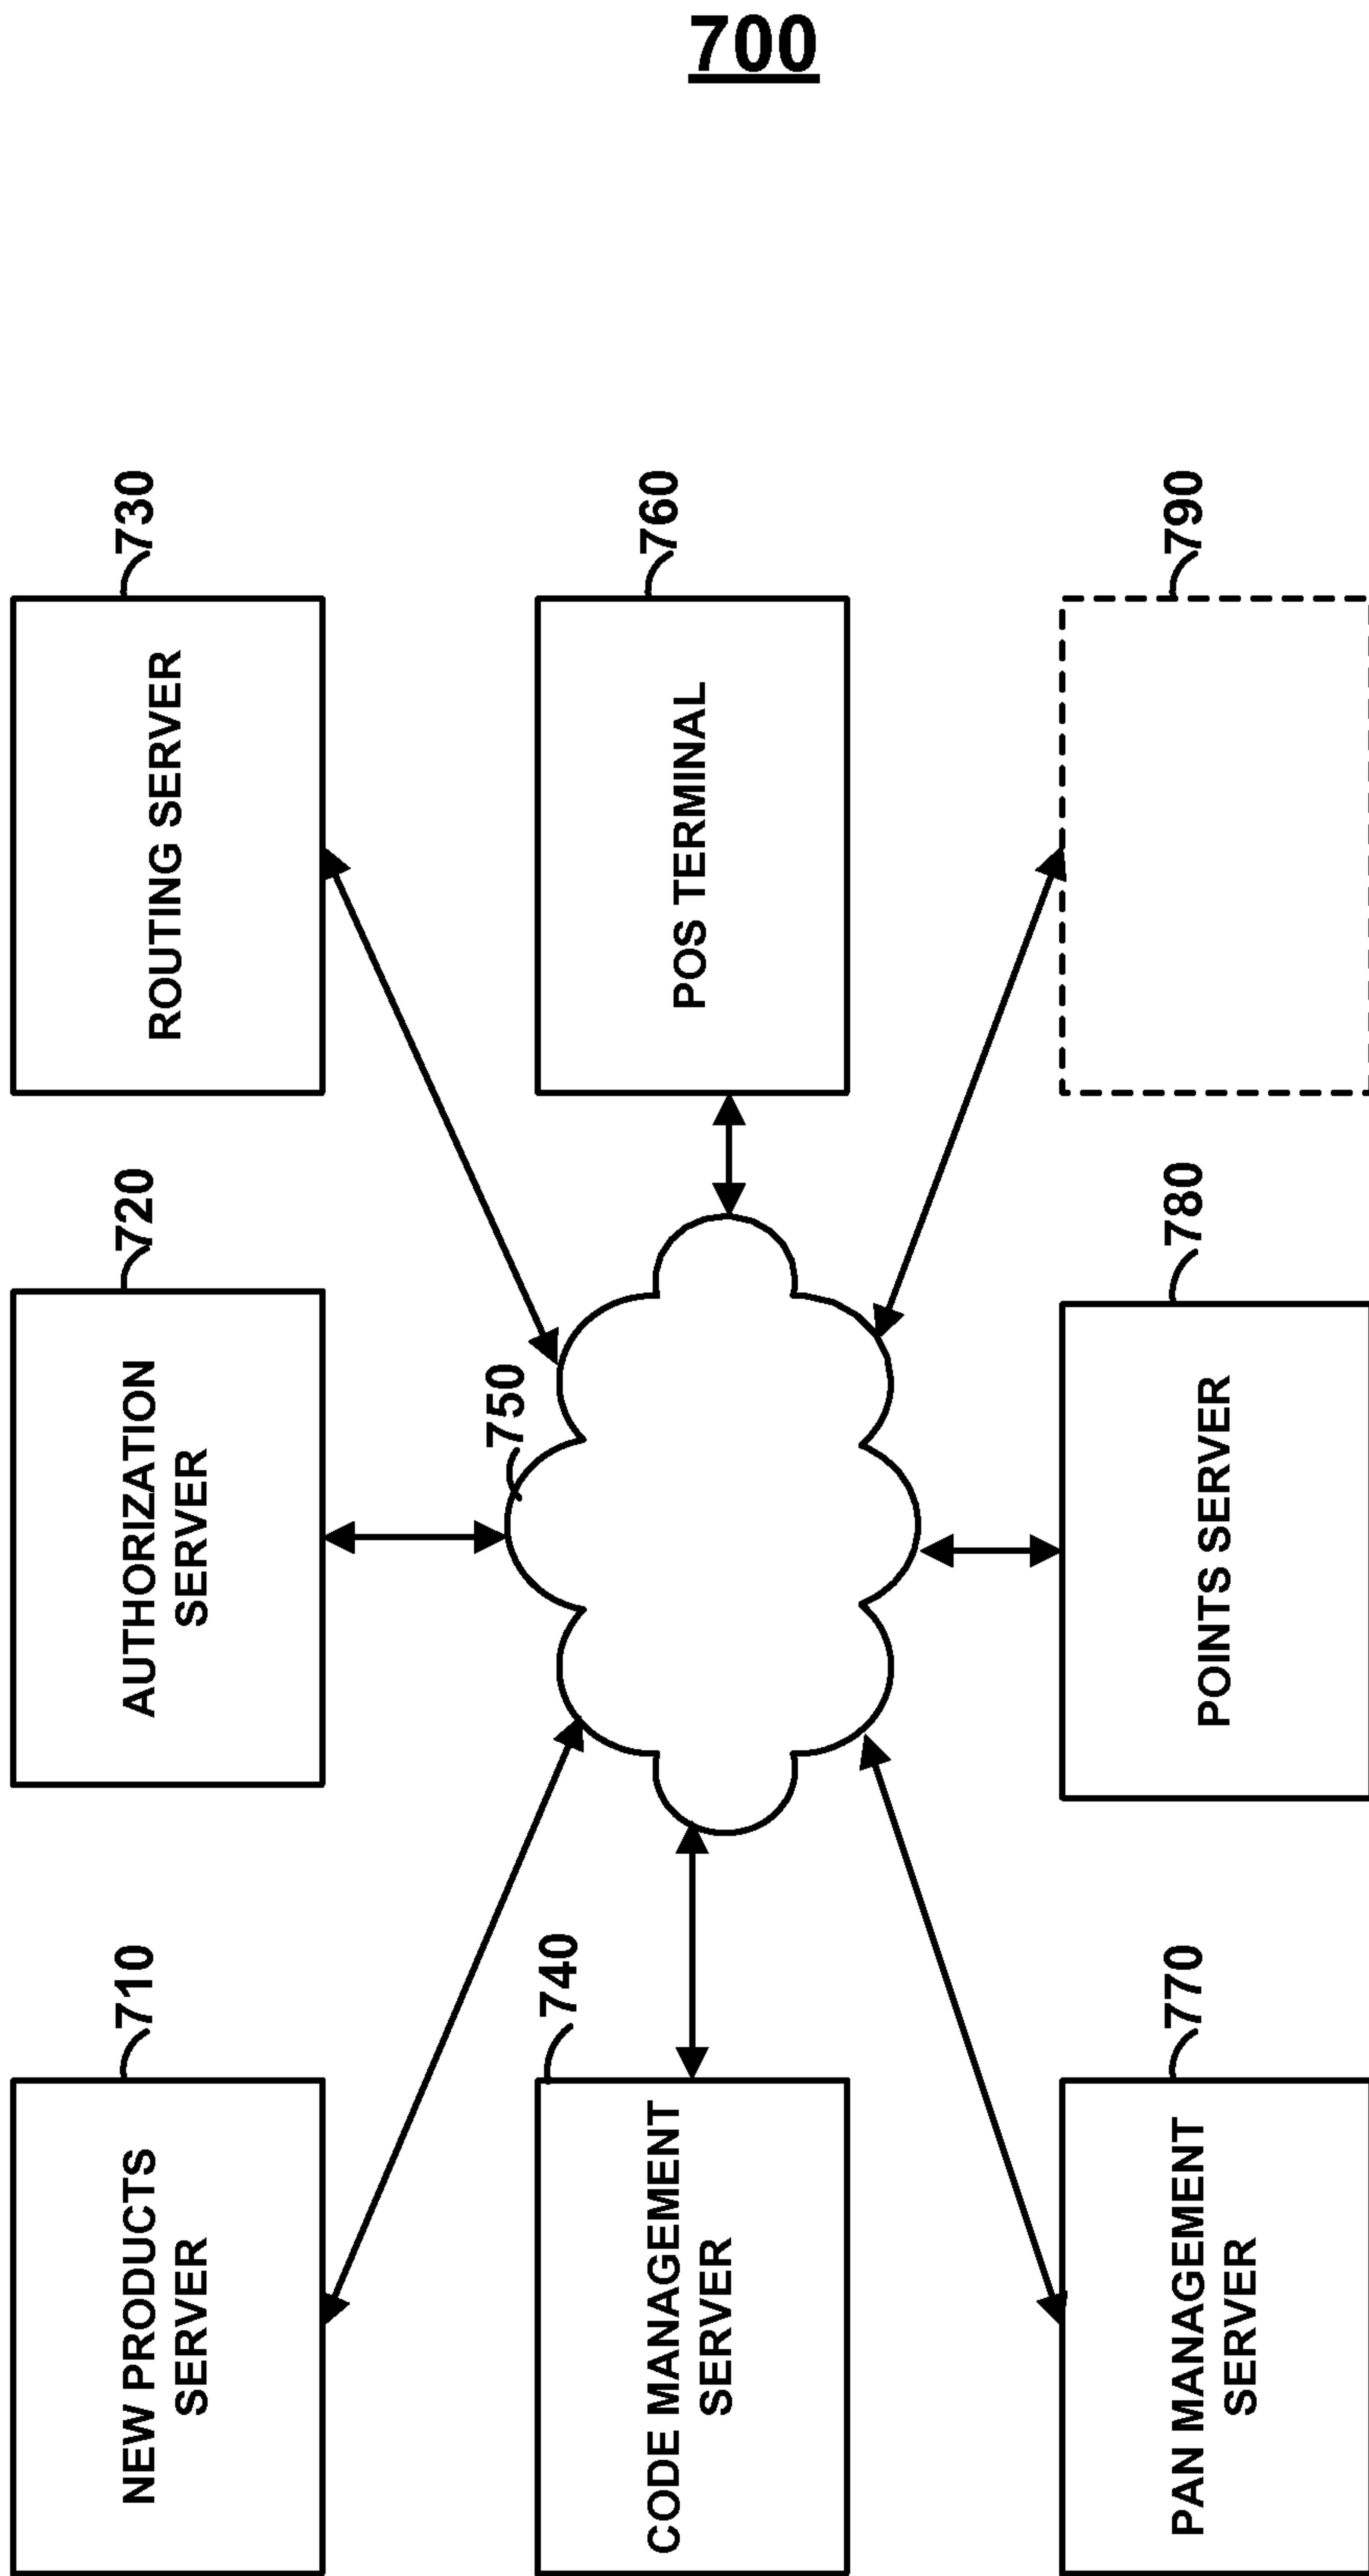 700
710
NEW PRODUCTS
SERVER
720
AUTHORIZATION
SERVER
730
ROUTING SERVER
740
CODE MANAGEMENT
SERVER
750
760
POS TERMINAL
770
PAN MANAGEMENT
SERVER
780
POINTS SERVER
790